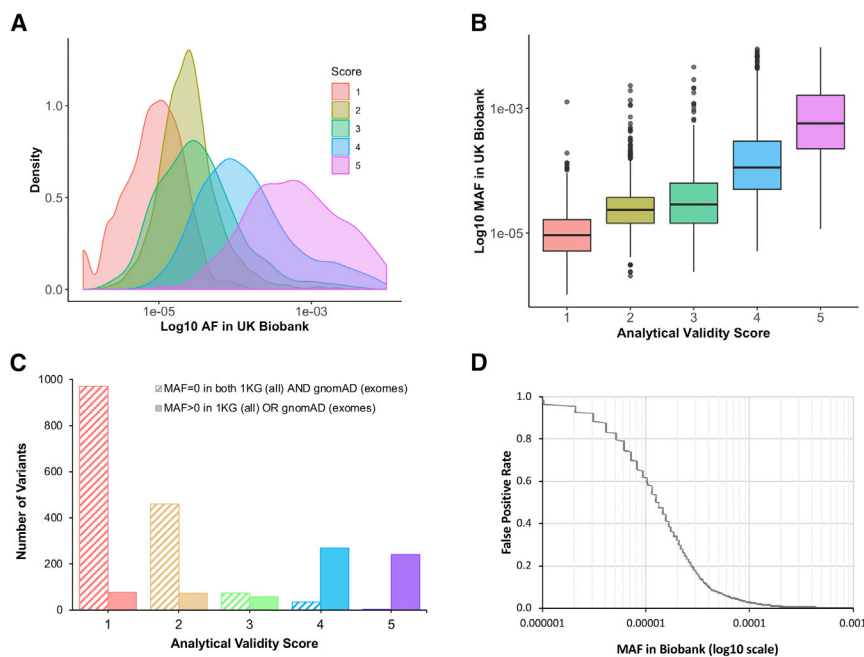 A
Density
1.0
0.5
0.0
1e-05
1e-03
Log10 AF in UK Biobank
Score
1
2
3
4
5
B
Log10 MAF in UK Biobank
1e-03
1e-05
1
2
3
4
5
Analytical Validity Score
C
Number of Variants
1000
800
600
400
200
0
MAF=0 in both 1KG (all) AND gnomAD (exomes)
MAF>0 in 1KG (all) OR gnomAD (exomes)
1
2
3
4
5
Analytical Validity Score
D
False Positive Rate
1.0
0.8
0.6
0.4
0.2
0.0
0.000001
0.00001
0.0001
0.001
MAF in Biobank (log10 scale)